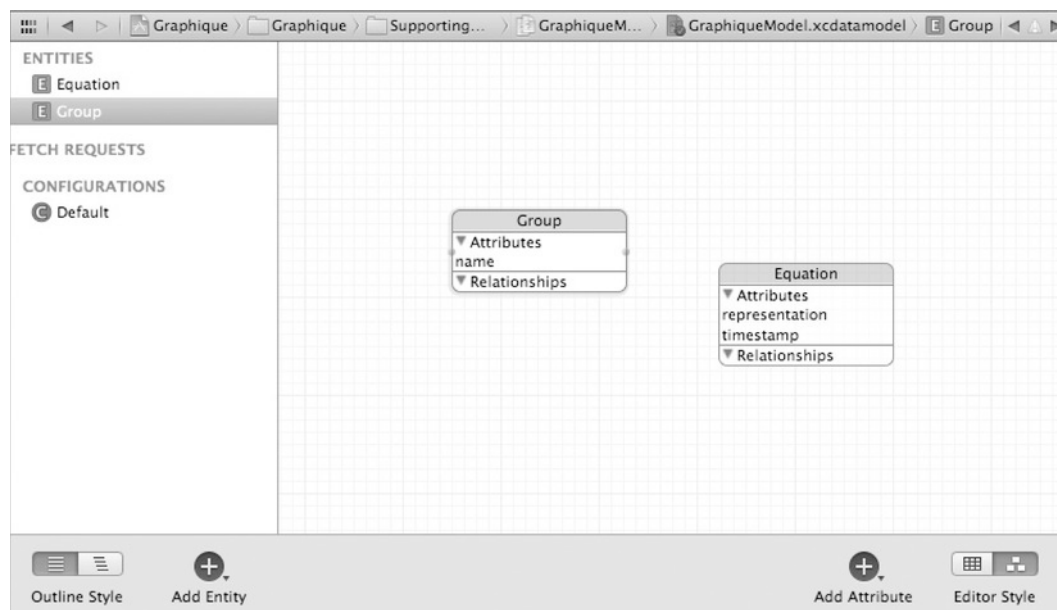 Graphique Graphique Supporting... GraphiqueM... GraphiqueModel.xcdatamodel E Group
ENTITIES
E Equation
E Group
FETCH REQUESTS
CONFIGURATIONS
C Default
Group
Attributes
name
Relationships
Equation
Attributes
representation
timestamp
Relationships
Outline Style
Add Entity
Add Attribute
Editor Style